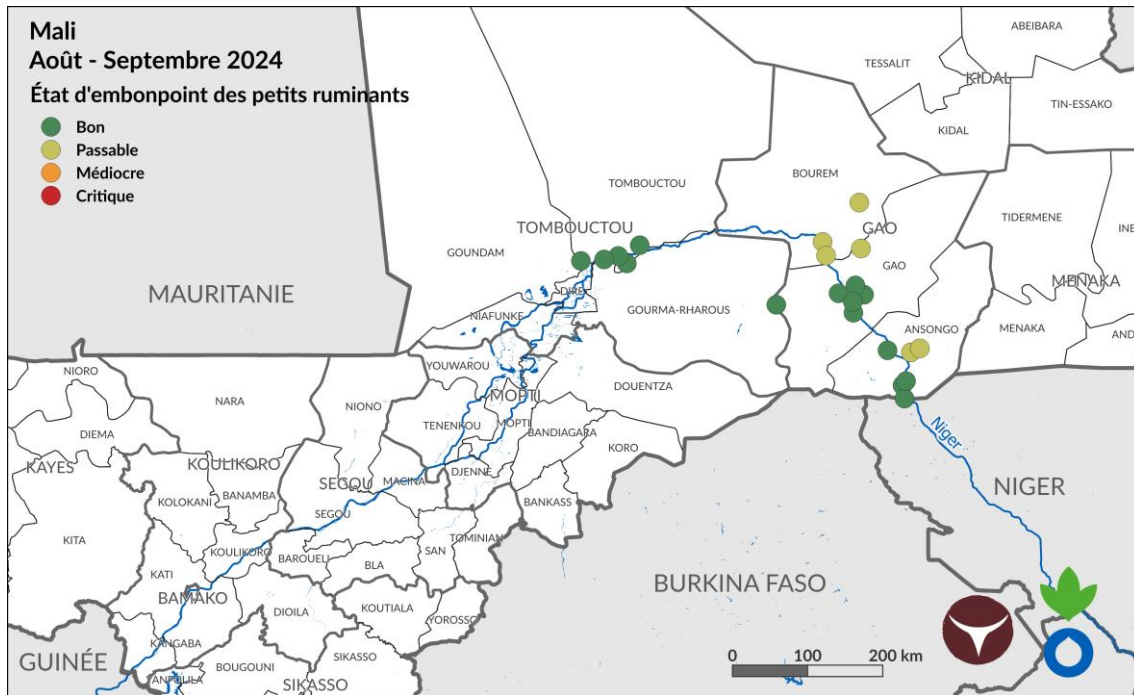 Mali
Août - Septembre 2024
État d'embonpoint des petits ruminants
Bon
Passable
Médiocre
Critique
ABEIBARA
TESSALIT
KIDAL
TIN-ESSAKO
KIDAL
BOUREM
TOMBOUCTOU
TIDERMENE
TOMBOUCTOU
GAO
GOUNDAM
GAO
MENAKA
MAURITANIE
DIRE
NIAFUNKE
GOURMA-RHAROUS
ANSONGO
MENAKA
YOUWAROU
NIORO
DOUENTZA
NARA
NIONO
MOPTI
TENENKOU
MOPTI
BANDIAGARA
DIEMA
KORO
Niger
KAYES
KOULIKORO
DJENNE
SEGOU
MACINA
NIGER
KOLOKANI
BANAMBA
BANKASS
SEGOU
KITA
TOMINIAN
KOULIKORO
SAN
BAROUELI
BLA
KATI
BURKINA FASO
BAMAKO
DIOILA
KOUTIALA
YOROSSO
KANGABA
GUINÉE
BOUGOUNI
SIKASSO
SIKASSO
0 100 200 km